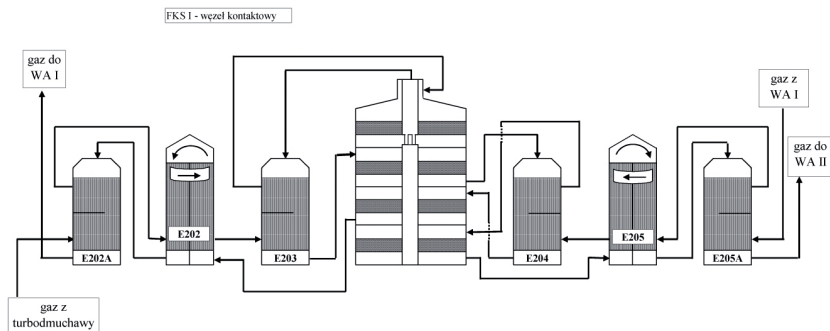 FKS I - węzeł kontaktowy
gaz do
WA I
gaz z
WA I
gaz do
WA II
E202
E205
E202A
E203
E204
E205A
gaz z
turbodmuchawy